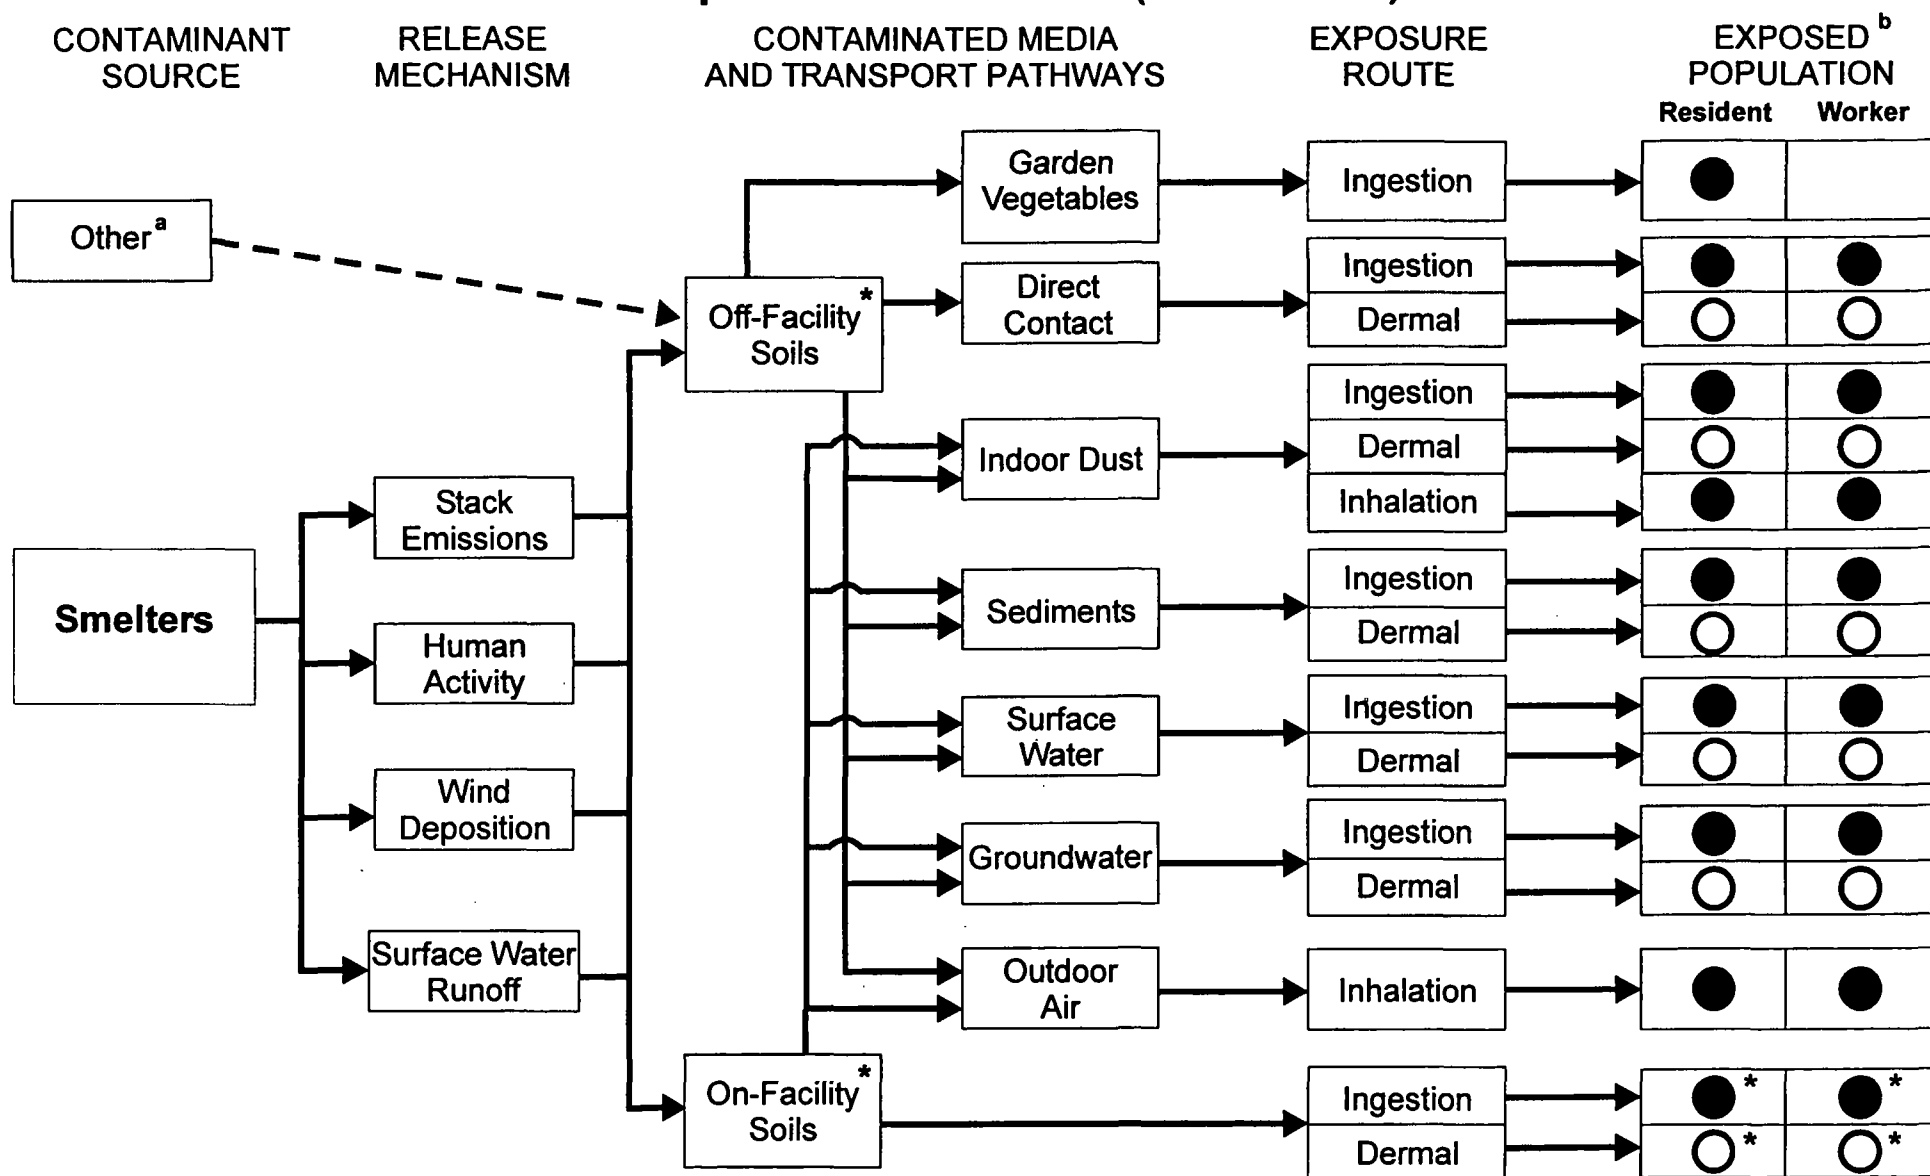 CONTAMINANT
SOURCE
RELEASE
MECHANISM
CONTAMINATED MEDIA
AND TRANSPORT PATHWAYS
EXPOSURE
ROUTE
EXPOSED b
POPULATION
Resident Worker
Other a
Smelters
Stack
Emissions
Human
Activity
Wind
Deposition
Surface Water
Runoff
Off-Facility *
Soils
On-Facility *
Soils
Garden
Vegetables
Direct
Contact
Indoor Dust
Sediments
Surface
Water
Groundwater
Outdoor
Air
Ingestion
Ingestion
Dermal
Ingestion
Dermal
Inhalation
Ingestion
Dermal
Ingestion
Dermal
Ingestion
Dermal
Inhalation
Ingestion
* *
Dermal
* *